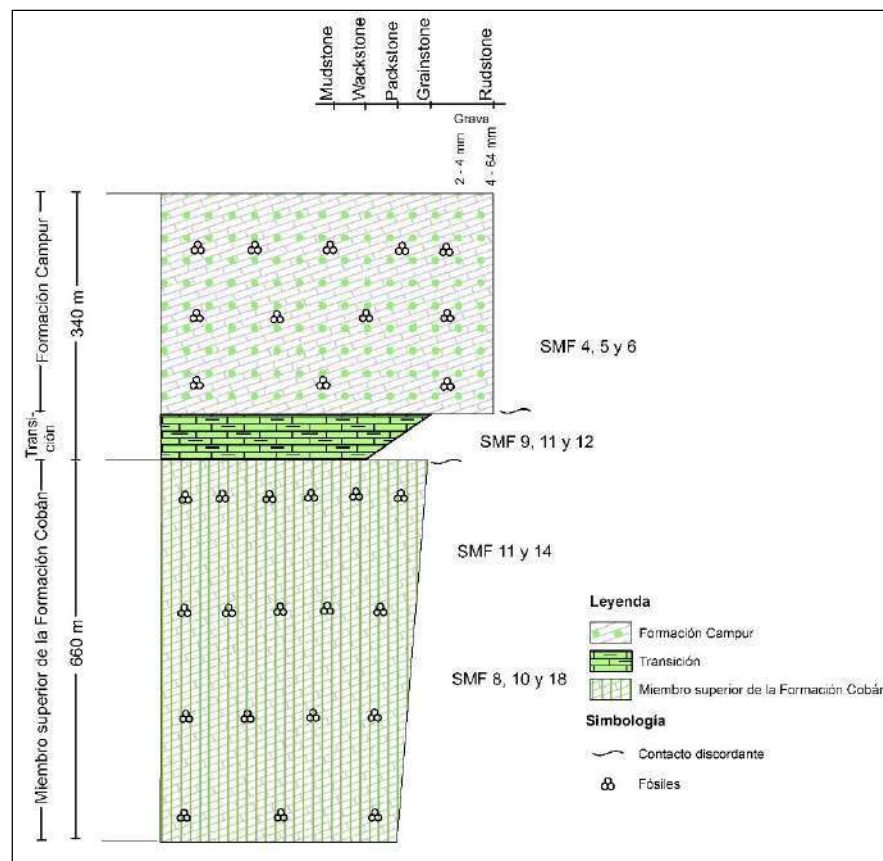 Mudstone
Wackstone
Packstone
Grainstone
Rudstone
Grava
2 - 4 mm
4 - 64 mm
Formación Campur
340 m
SMF 4, 5 y 6
Transi-
ción
SMF 9, 11 y 12
Miembro superior de la Formación Cobán
660 m
SMF 11 y 14
SMF 8, 10 y 18
Leyenda
Formación Campur
Transición
Miembro superior de la Formación Cobán
Simbología
Contacto discordante
Fósiles